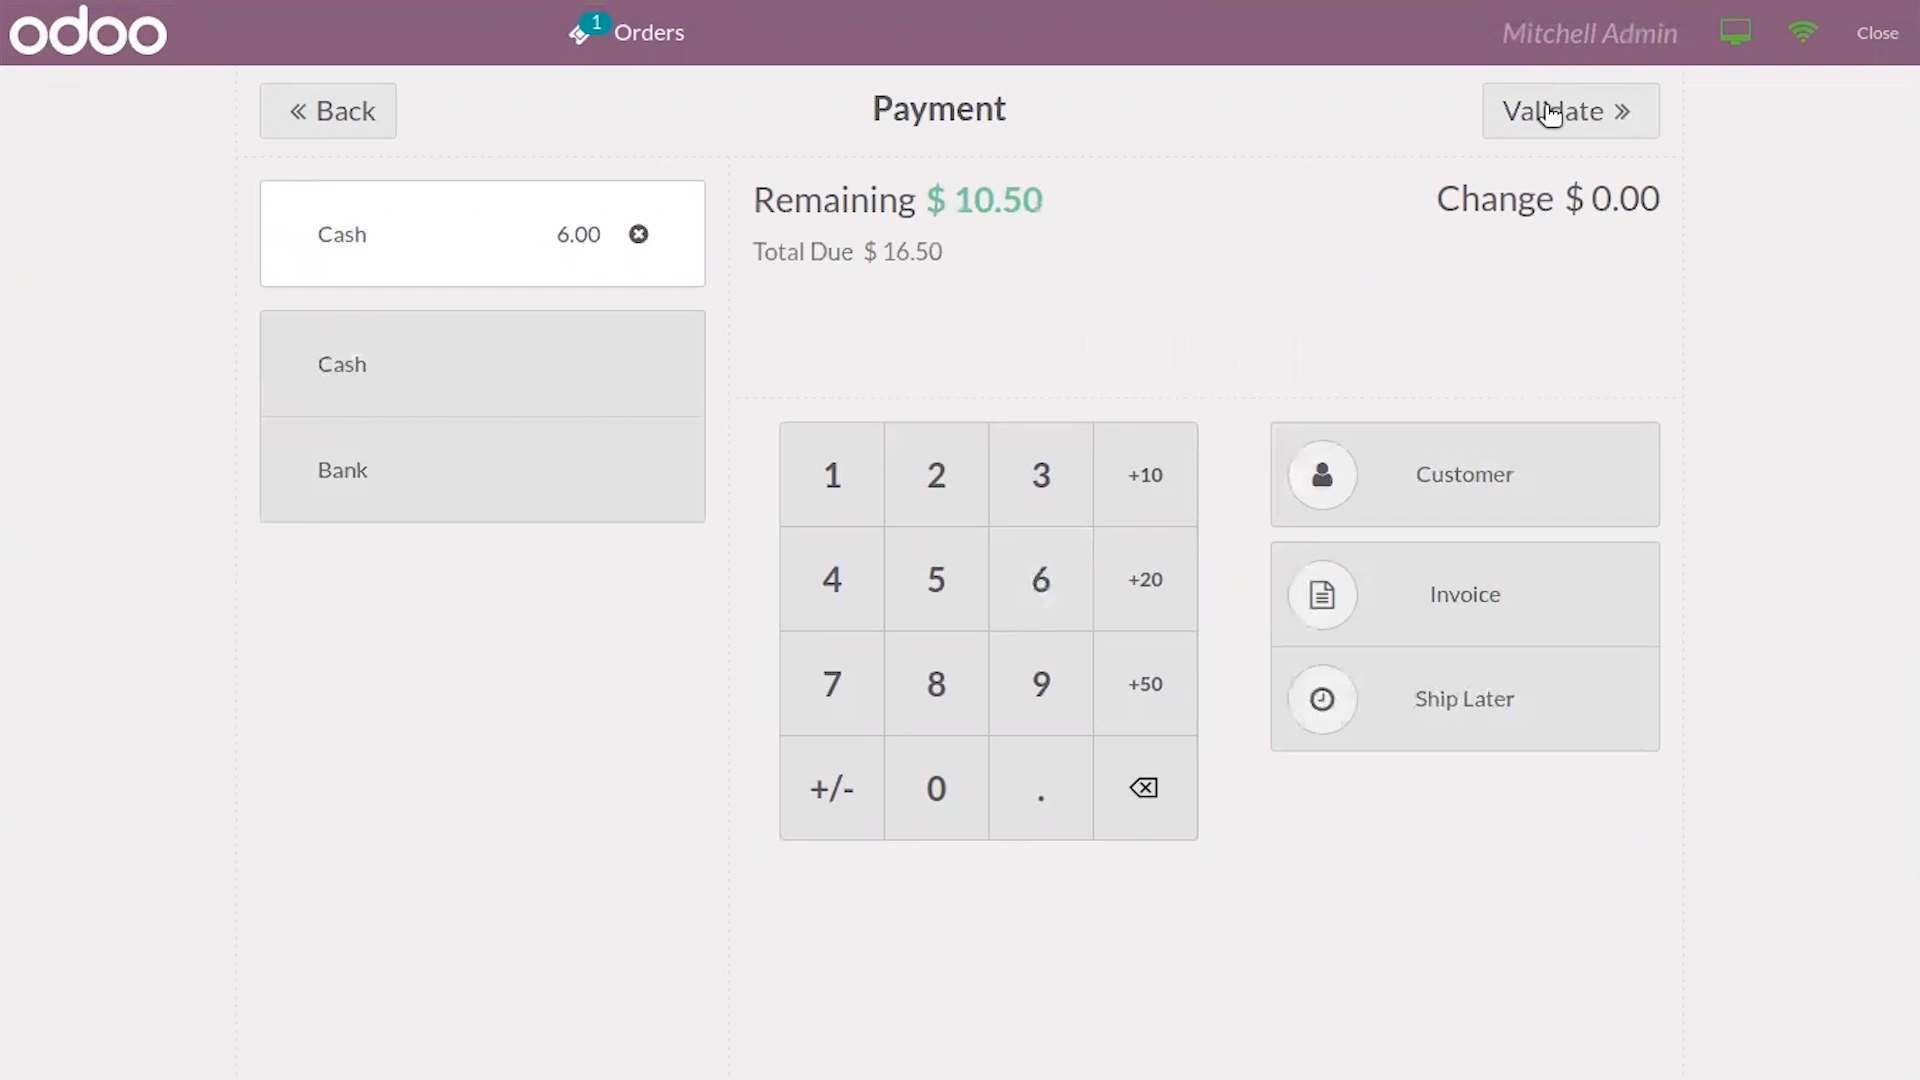 odoo
1
Orders
Mitchell Admin
Close
« Back
Payment
Validate »
Cash 6.00
Remaining $ 10.50
Change $ 0.00
Total Due $ 16.50
Cash
Bank
1 2 3 +10
4 5 6 +20
7 8 9 +50
+/- 0 .
Customer
Invoice
Ship Later